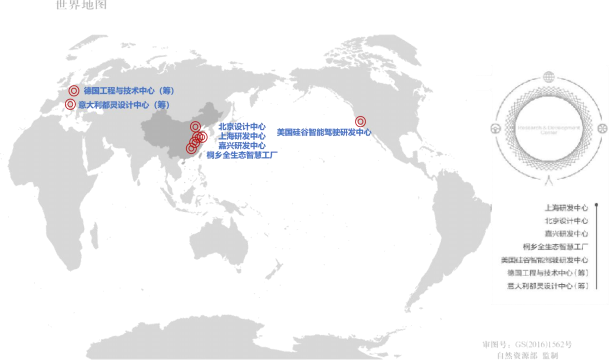 世界地图
德国工程与技术中心（筹）
意大利都灵设计中心（筹）
北京设计中心
上海研发中心
嘉兴研发中心
桐乡全生态智慧工厂
美国硅谷智能驾驶研发中心
Research & Development
Center
上海研发中心
北京设计中心
嘉兴研发中心
桐乡全生态智慧工厂
美国硅谷智能驾驶研发中心
德国工程与技术中心（筹）
意大利都灵设计中心（筹）
审图号：GS(2016)1562号
自然资源部 监制